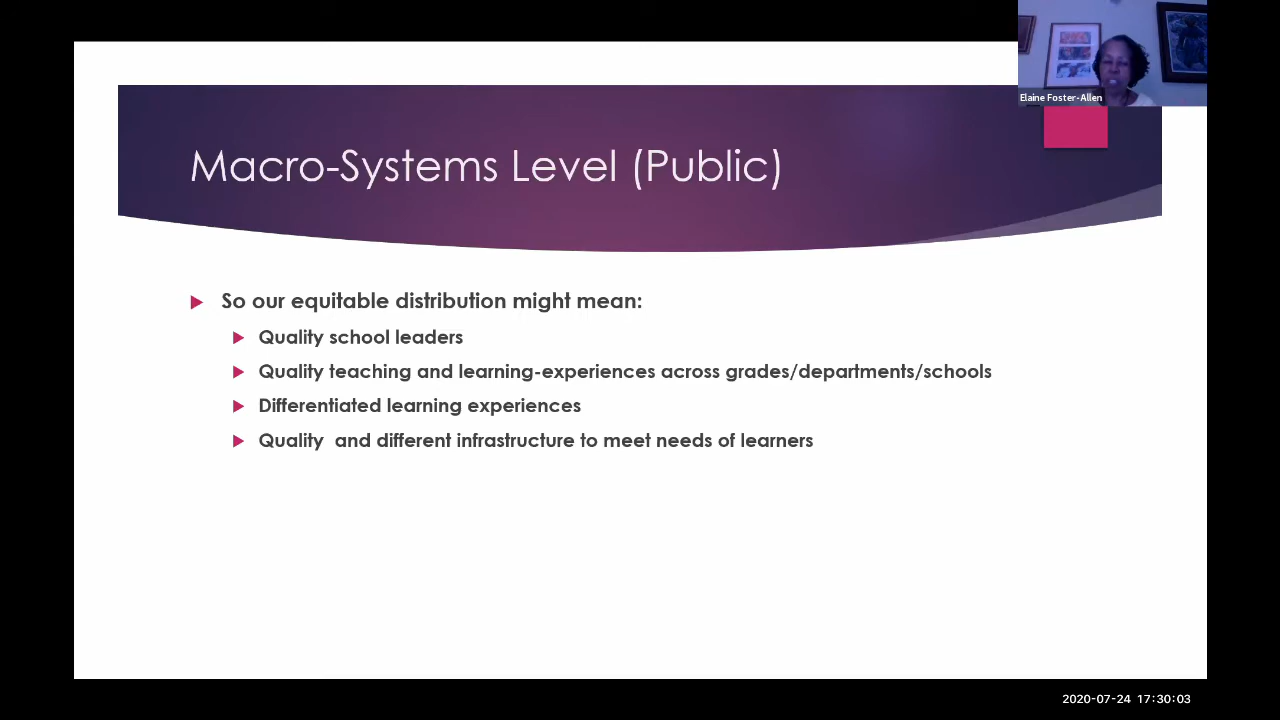 Elaine Foster-Allen
Macro-Systems Level (Public)
So our equitable distribution might mean:
Quality school leaders
Quality teaching and learning-experiences across grades/departments/schools
Differentiated learning experiences
Quality  and different infrastructure to meet needs of learners
2020-07-24 17:30:03